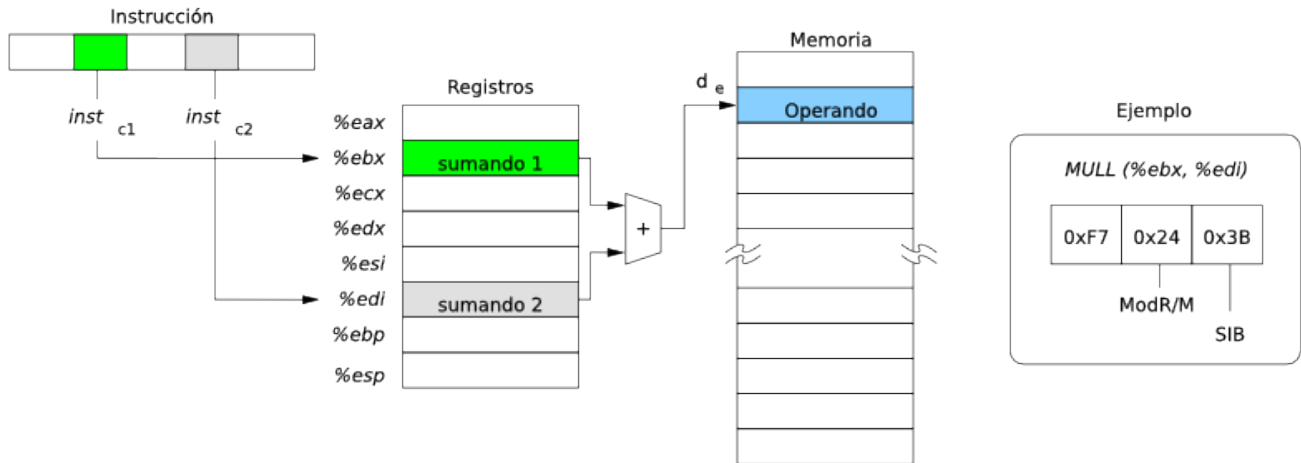 Instrucción
inst c1
inst c2
Registros
%eax
%ebx
sumando 1
%ecx
%edx
%esi
%edi
sumando 2
%ebp
%esp
+
d e
Memoria
Operando
Ejemplo
MULL (%ebx, %edi)
0xF7 0x24 0x3B
ModR/M
SIB